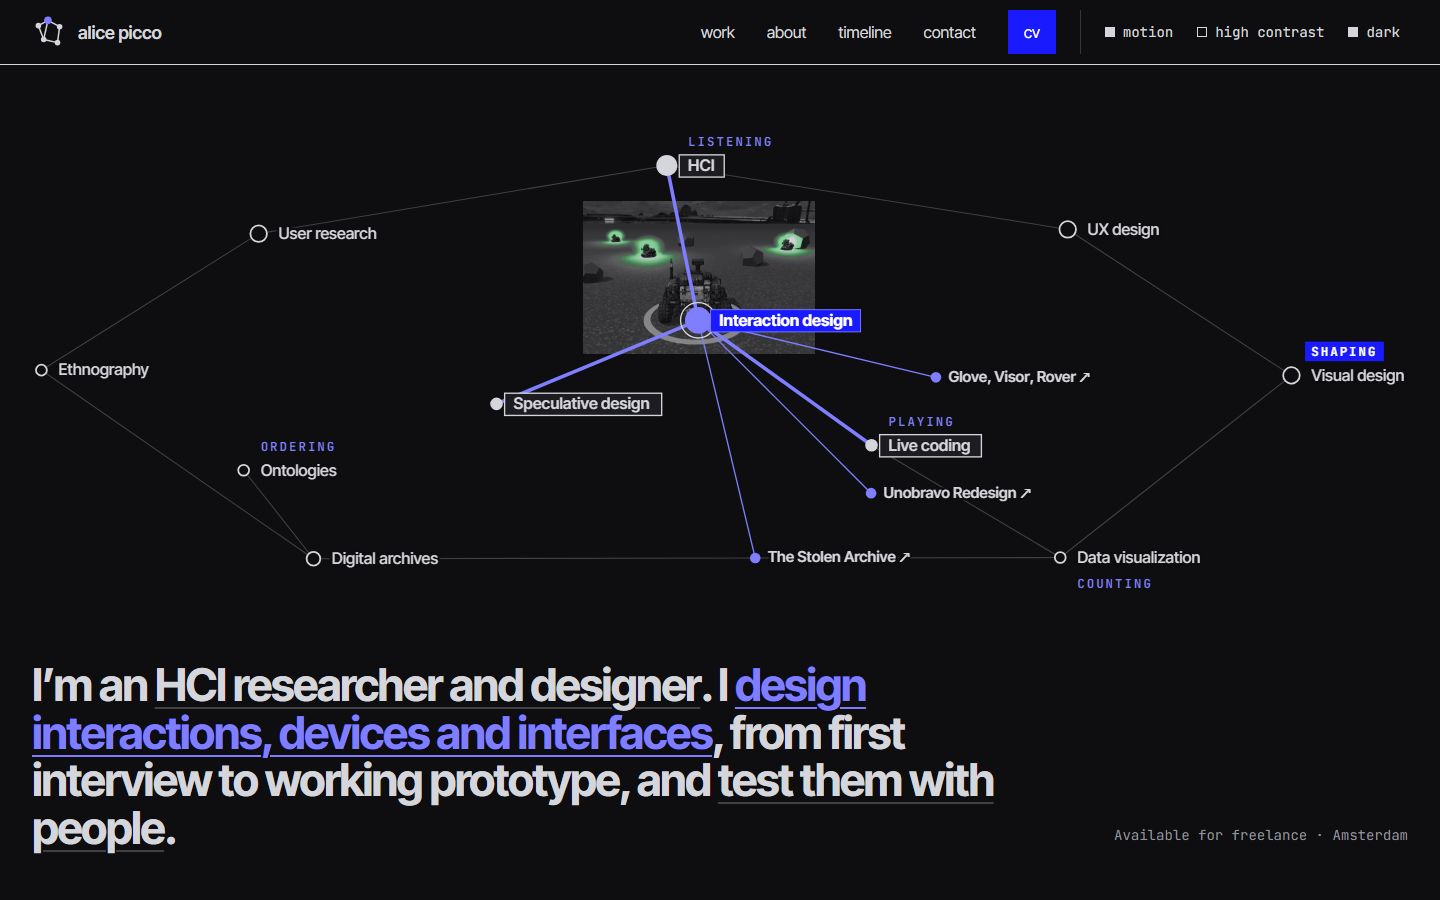 alice picco
work
about
timeline
contact
cv
motion
high contrast
dark
LISTENING
HCI
User research
UX design
Interaction design
SHAPING
Ethnography
Visual design
Glove, Visor, Rover ↗
Speculative design
PLAYING
Live coding
ORDERING
Ontologies
Unobravo Redesign ↗
Digital archives
The Stolen Archive ↗
Data visualization
COUNTING
I’m an HCI researcher and designer. I design
interactions, devices and interfaces, from first
interview to working prototype, and test them with
people.
Available for freelance · Amsterdam